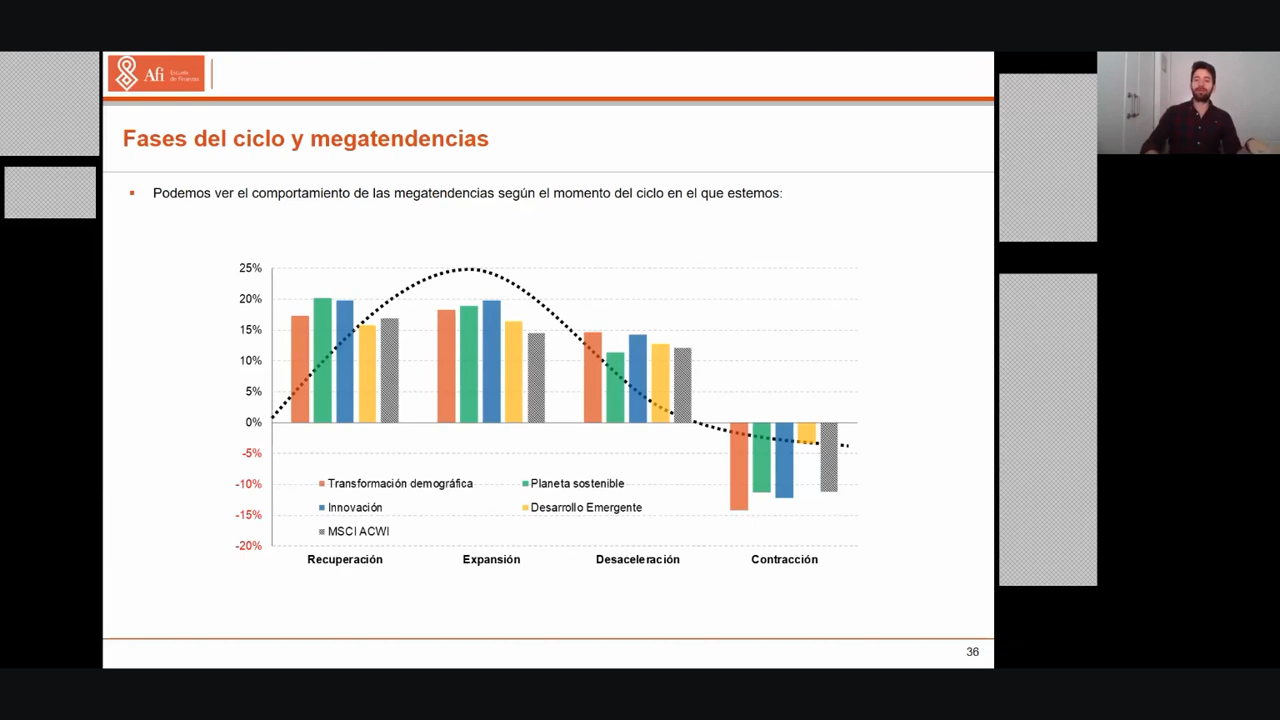 Afi
Escuela
de Finanzas
Fases del ciclo y megatendencias
Podemos ver el comportamiento de las megatendencias según el momento del ciclo en el que estemos:
25%
20%
15%
10%
5%
0%
-5%
-10%
-15%
-20%
Transformación demográfica
Planeta sostenible
Innovación
Desarrollo Emergente
MSCI ACWI
Recuperación
Expansión
Desaceleración
Contracción
36